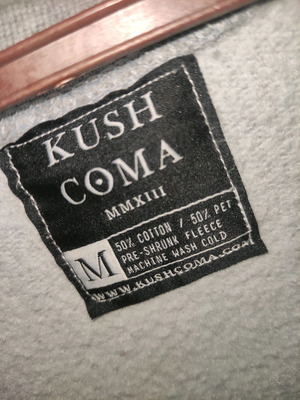 KUSH
COMA
MMXIII
M
50% COTTON / 50% PET
PRE-SHRUNK FLEECE
MACHINE WASH COLD
WWW.KUSHCOMA.COM